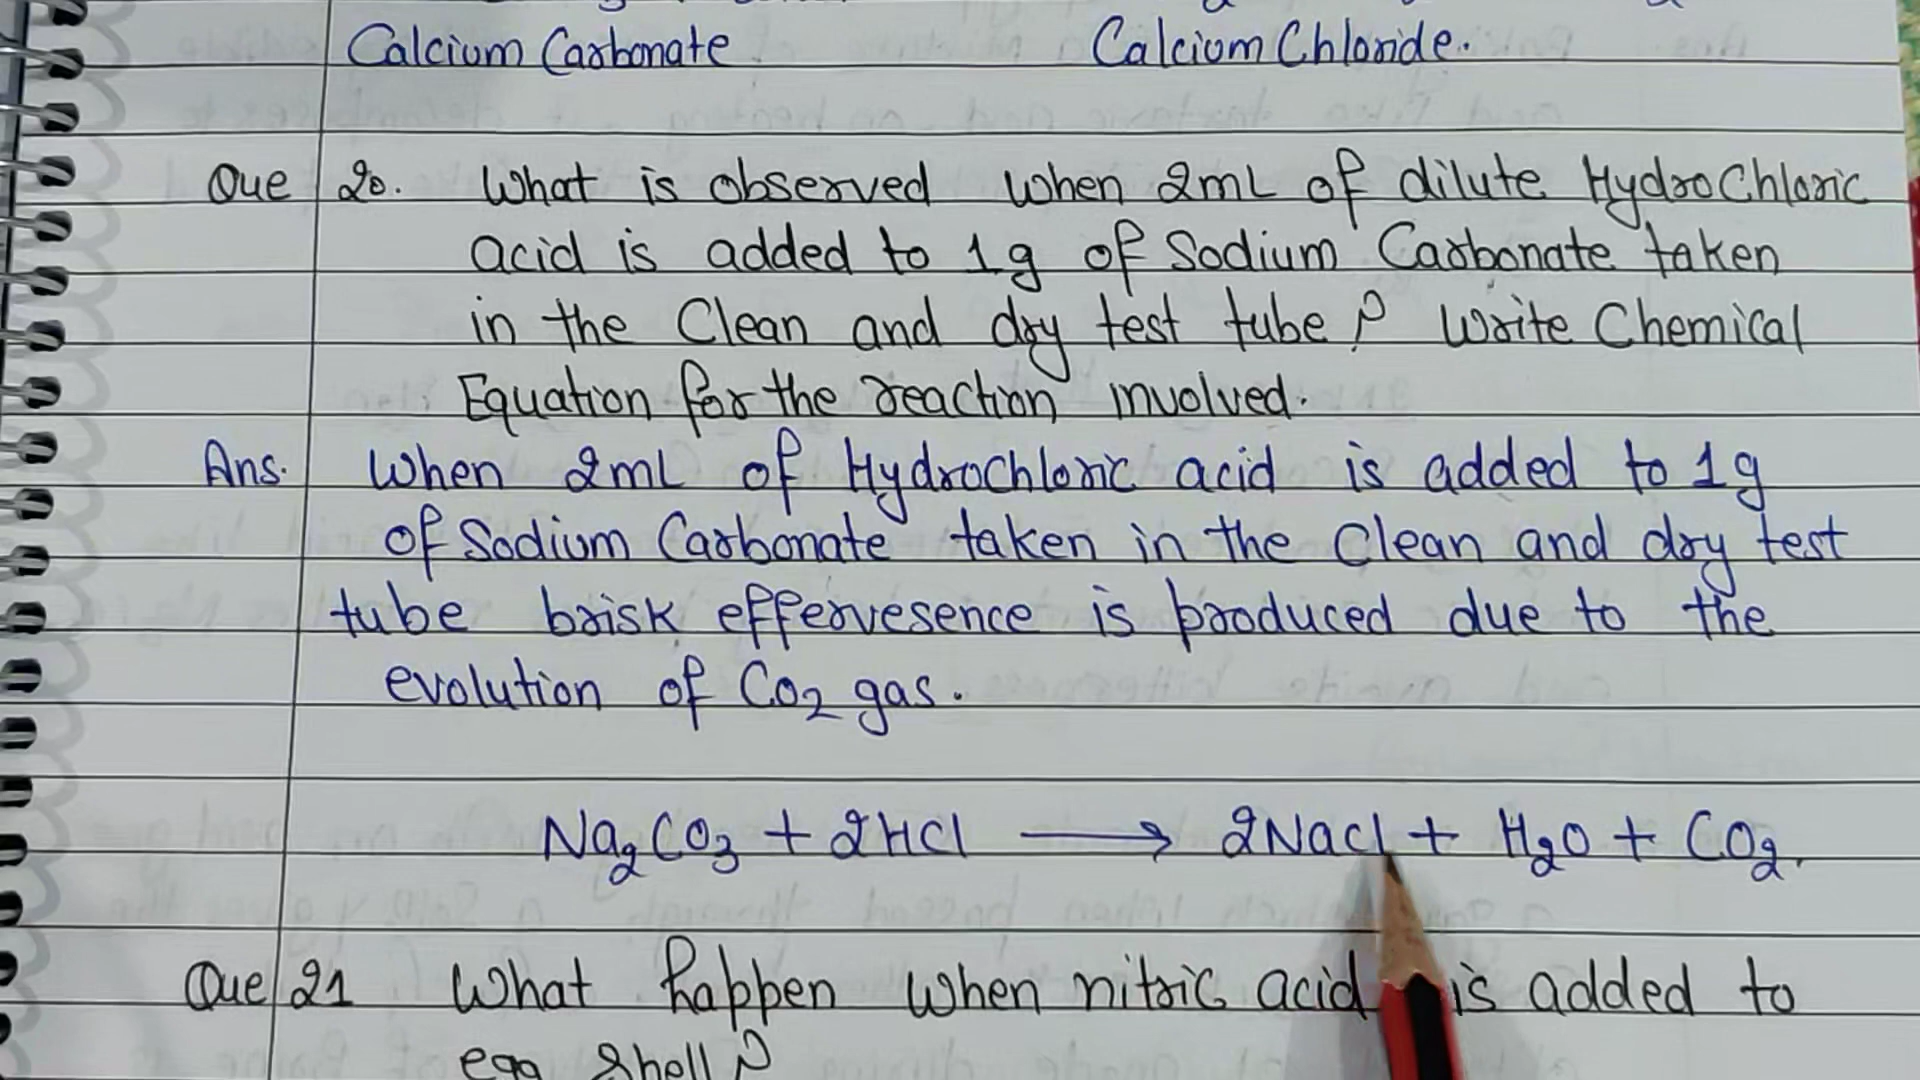 Calcium Carbonate Calcium Chloride.
Que 20. What is observed when 2mL of dilute HydroChloric
acid is added to 1g of Sodium Carbonate taken
in the Clean and dry test tube? Write Chemical
Equation for the reaction involved.
Ans. When 2mL of Hydrochloric acid is added to 1g
of Sodium Carbonate taken in the Clean and dry test
tube brisk effervesence is produced due to the
evolution of CO2 gas.
Na2CO3 + 2HCl ⟶ 2NaCl + H2O + CO2.
Que 21 What happen when nitric acid is added to
egg shell?